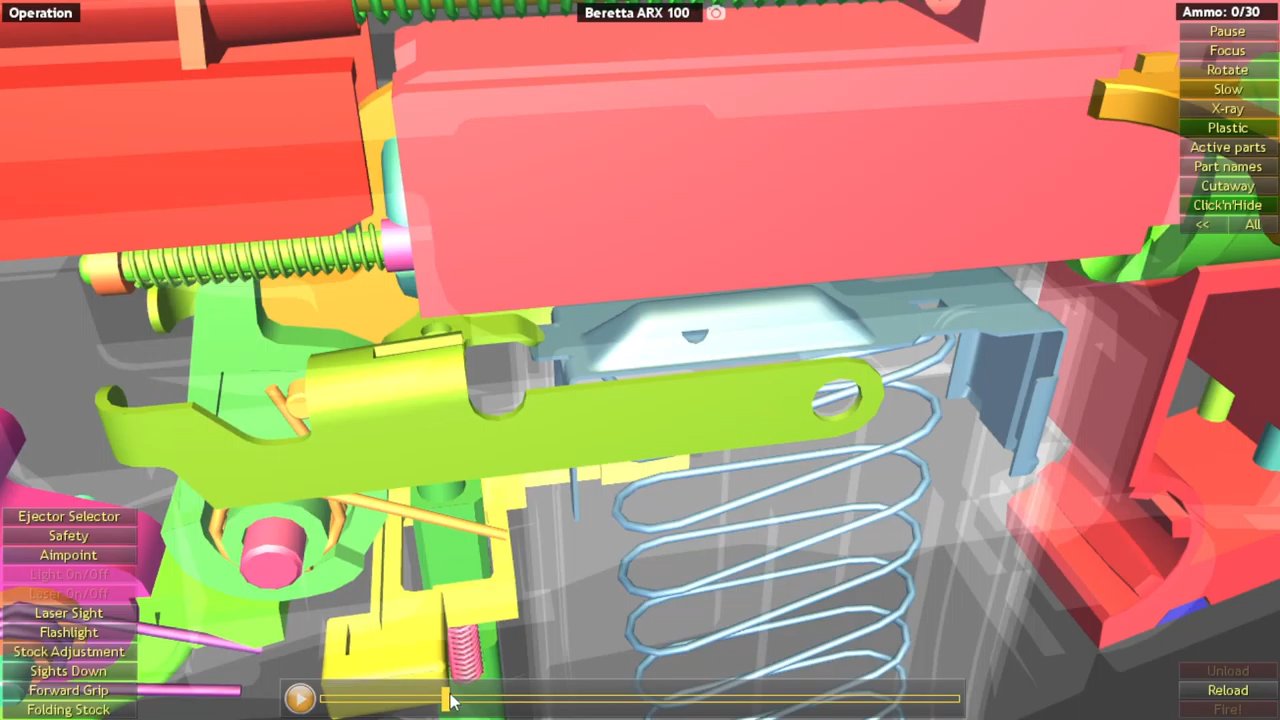 Operation
Beretta ARX 100
Ammo: 0/30
Pause
Focus
Rotate
Slow
X-ray
Plastic
Active parts
Part names
Cutaway
Click'n'Hide
<< All
Ejector Selector
Safety
Aimpoint
Light On/Off
Laser On/Off
Laser Sight
Flashlight
Stock Adjustment
Sights Down
Forward Grip
Folding Stock
Unload
Reload
Fire!